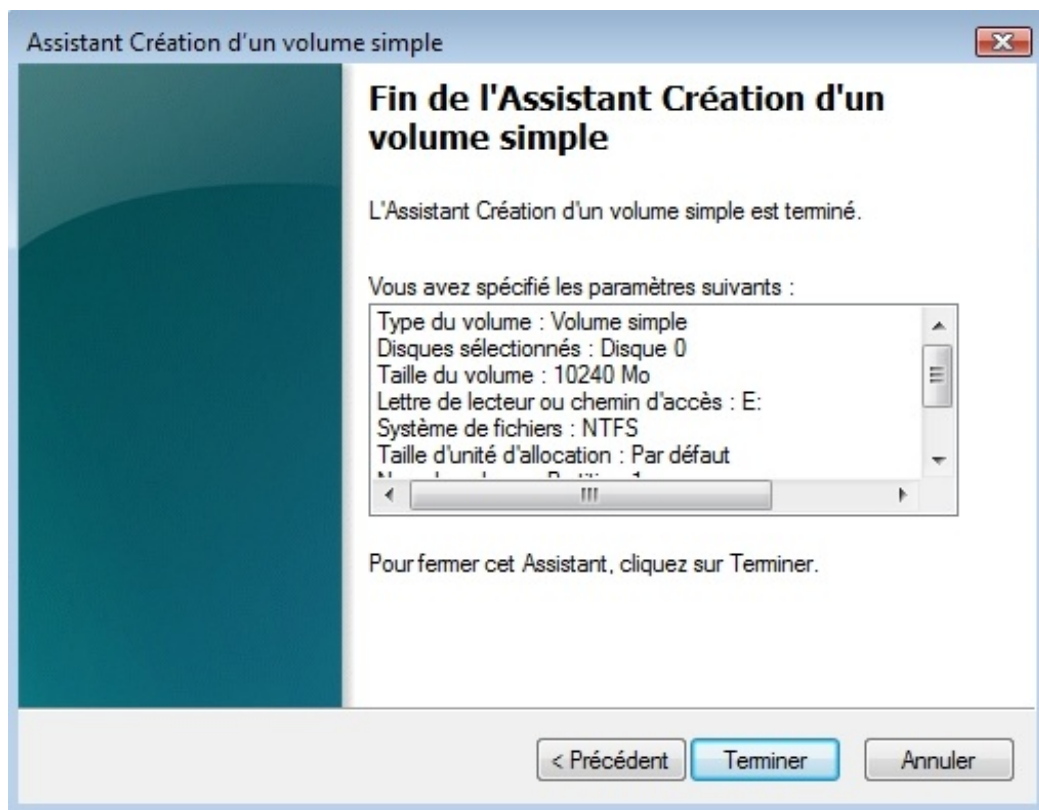 Assistant Création d'un volume simple
Fin de l'Assistant Création d'un
volume simple
L'Assistant Création d'un volume simple est terminé.
Vous avez spécifié les paramètres suivants :
Type du volume : Volume simple
Disques sélectionnés : Disque 0
Taille du volume : 10240 Mo
Lettre de lecteur ou chemin d'accès : E:
Système de fichiers : NTFS
Taille d'unité d'allocation : Par défaut
Pour fermer cet Assistant, cliquez sur Terminer.
< Précédent
Terminer
Annuler